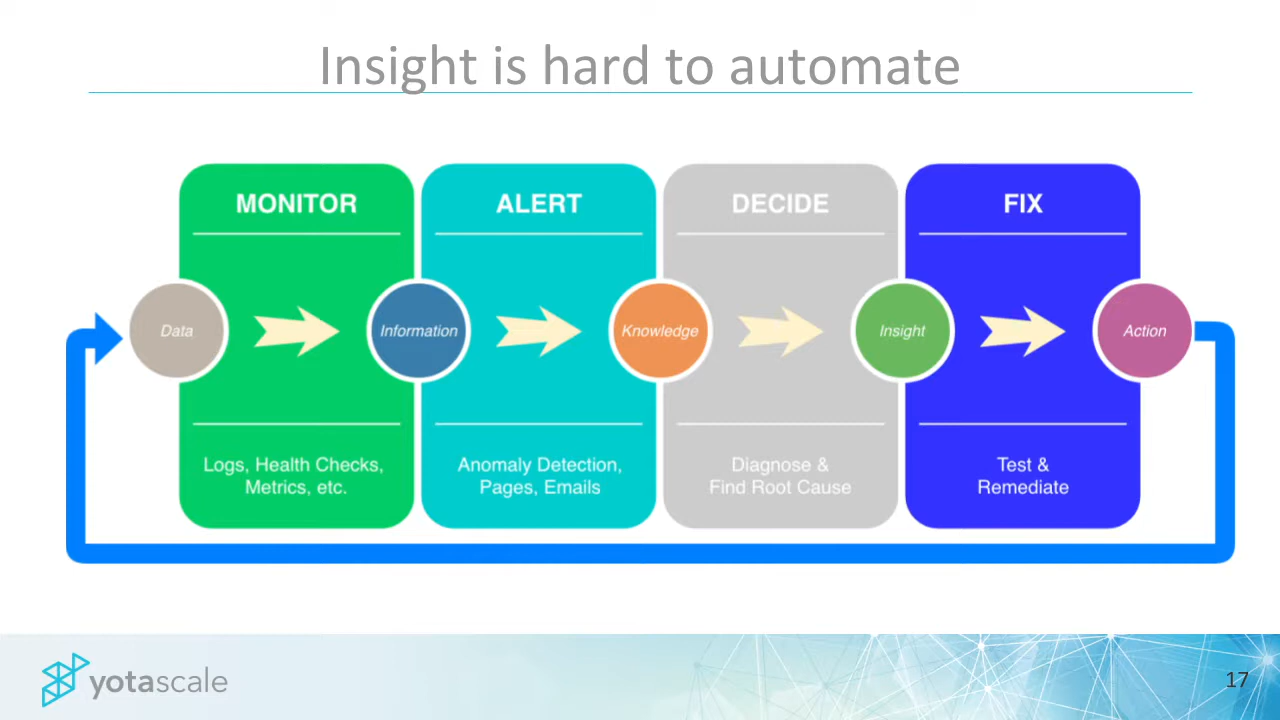 Insight is hard to automate
MONITOR
ALERT
DECIDE
FIX
Data
Information
Knowledge
Insight
Action
Logs, Health Checks,
Metrics, etc.
Anomaly Detection,
Pages, Emails
Diagnose &
Find Root Cause
Test &
Remediate
yotascale
17